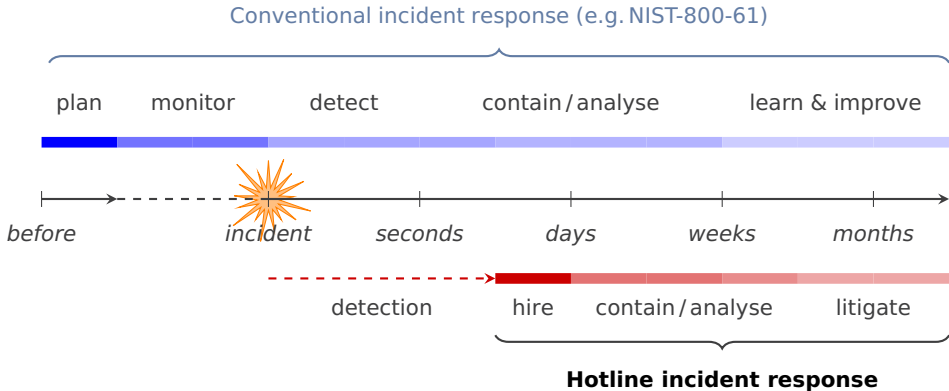 Conventional incident response (e.g. NIST-800-61)
plan monitor detect contain / analyse learn & improve
before incident seconds days weeks months
detection hire contain / analyse litigate
Hotline incident response